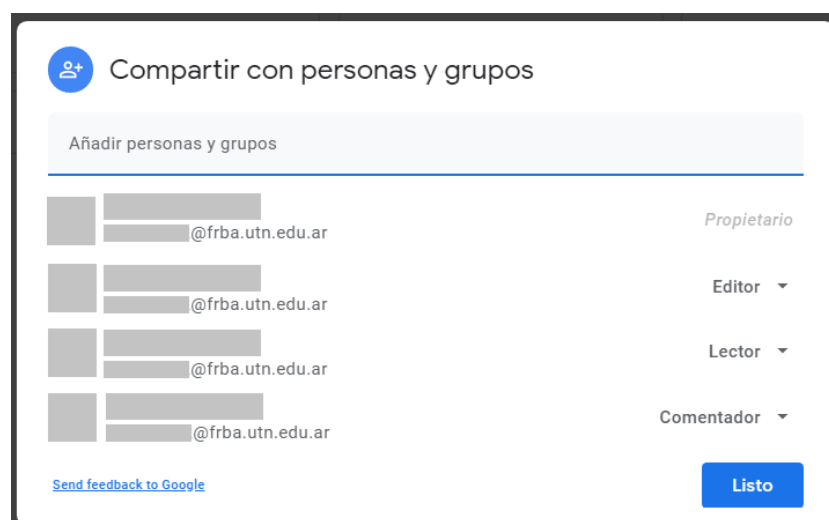 Compartir con personas y grupos
Añadir personas y grupos
@frba.utn.edu.ar
Propietario
@frba.utn.edu.ar
Editor
@frba.utn.edu.ar
Lector
@frba.utn.edu.ar
Comentador
Send feedback to Google
Listo